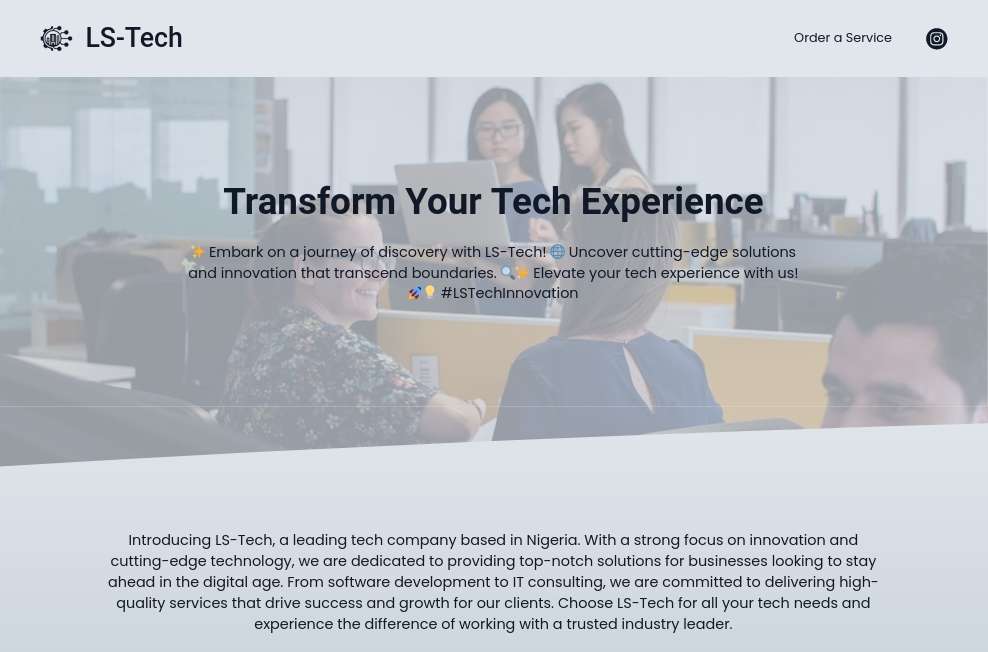 LS-Tech
Order a Service
Transform Your Tech Experience
✨ Embark on a journey of discovery with LS-Tech! 🌐 Uncover cutting-edge solutions
and innovation that transcend boundaries. 🔍✨ Elevate your tech experience with us!
🚀💡 #LSTechInnovation
Introducing LS-Tech, a leading tech company based in Nigeria. With a strong focus on innovation and
cutting-edge technology, we are dedicated to providing top-notch solutions for businesses looking to stay
ahead in the digital age. From software development to IT consulting, we are committed to delivering high-
quality services that drive success and growth for our clients. Choose LS-Tech for all your tech needs and
experience the difference of working with a trusted industry leader.